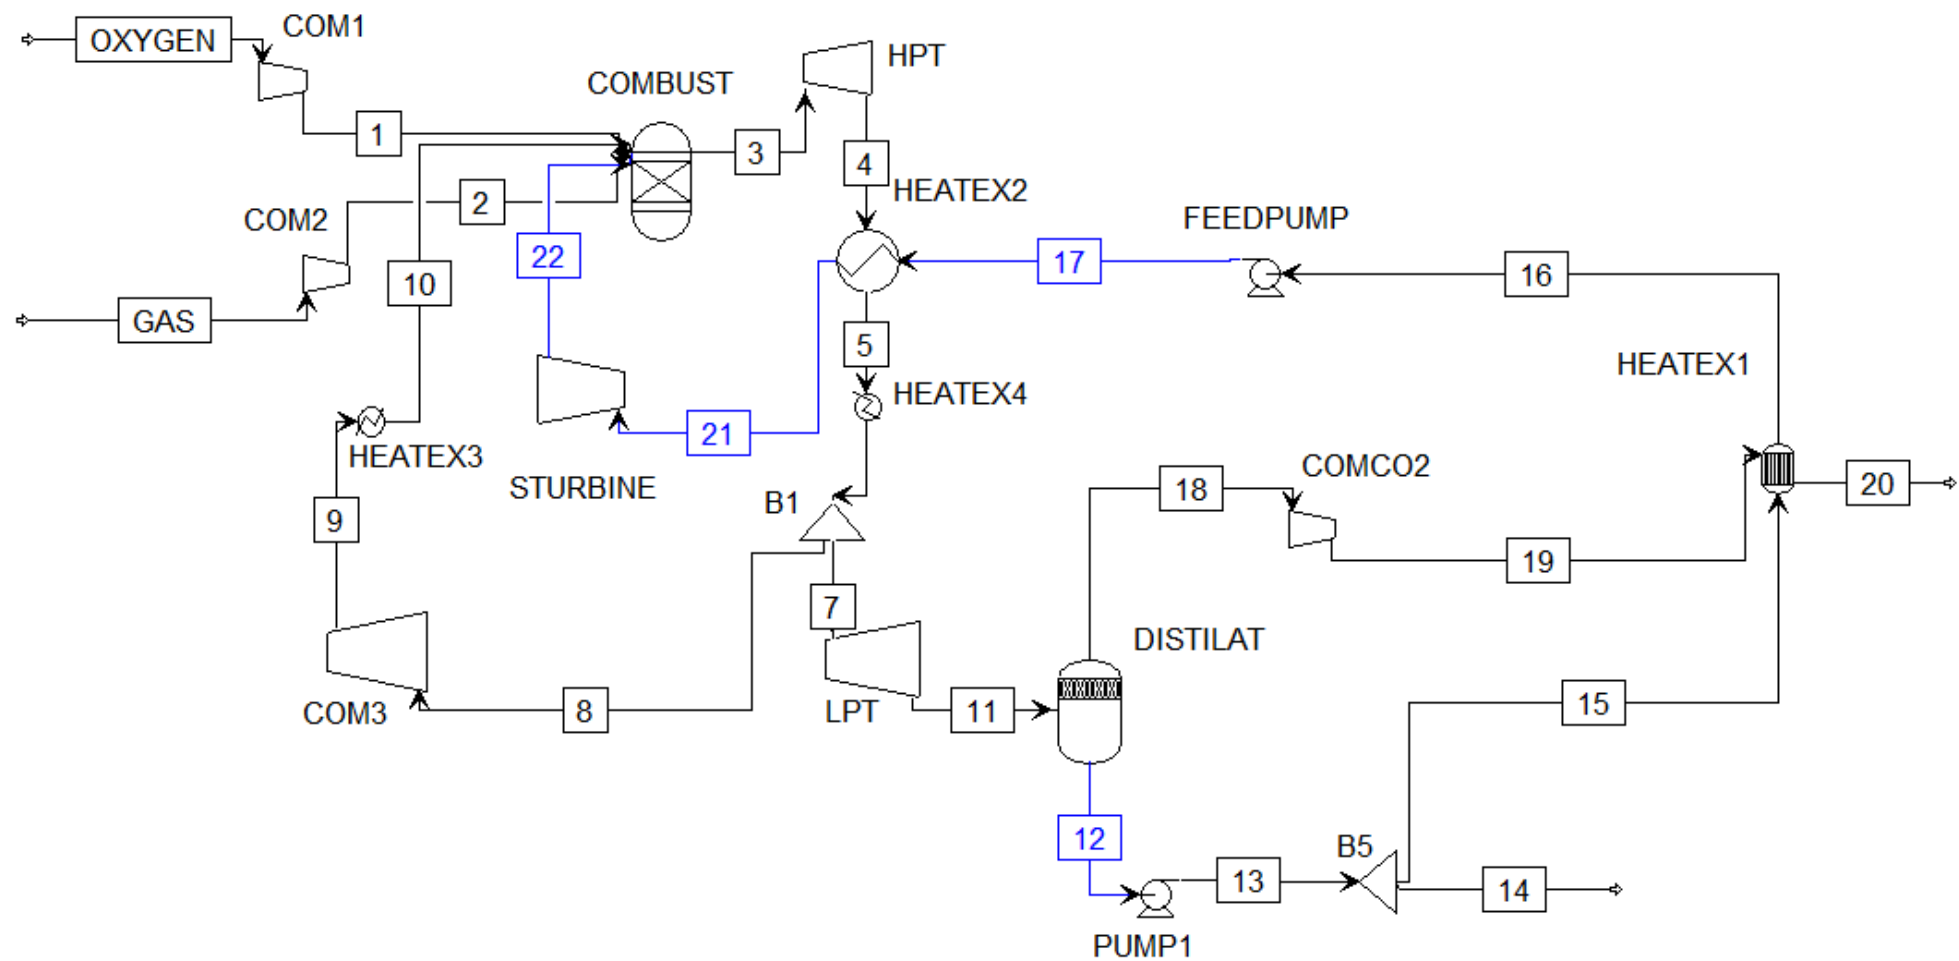 COM1
OXYGEN
HPT
COMBUST
1
3
4
HEATEX2
2
COM2
FEEDPUMP
22
17
16
10
GAS
5
HEATEX1
HEATEX4
21
HEATEX3
COMCO2
STURBINE
18
20
B1
9
19
7
DISTILAT
COM3
8
LPT
11
15
12
B5
13
14
PUMP1